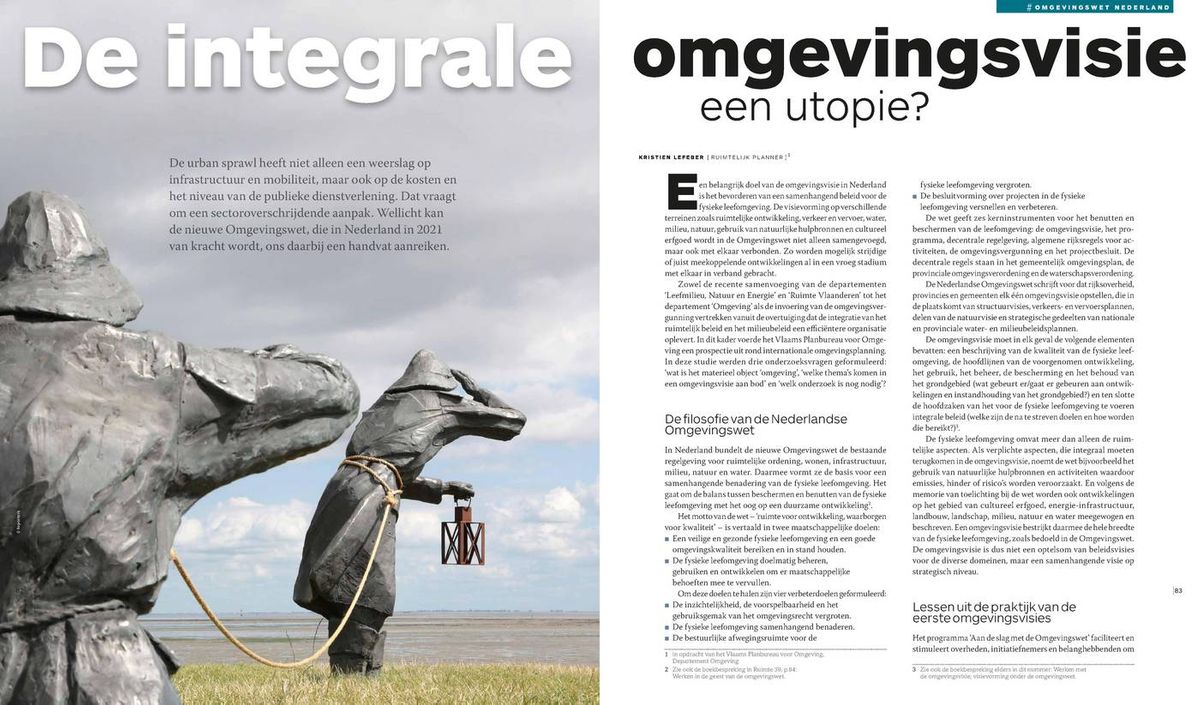 # OMGEVINGSWET NEDERLAND
De integrale
omgevingsvisie
een utopie?
De urban sprawl heeft niet alleen een weerslag op
infrastructuur en mobiliteit, maar ook op de kosten en
het niveau van de publieke dienstverlening. Dat vraagt
om een sectoroverschrijdende aanpak. Wellicht kan
de nieuwe Omgevingswet, die in Nederland in 2021
van kracht wordt, ons daarbij een handvat aanreiken.
KRISTIEN LEFEBER [RUIMTELIJK PLANNER]¹
Een belangrijk doel van de omgevingsvisie in Nederland
is het bevorderen van een samenhangend beleid voor de
fysieke leefomgeving. De visievorming op verschillende
terreinen zoals ruimtelijke ontwikkeling, verkeer en vervoer, water,
milieu, natuur, gebruik van natuurlijke hulpbronnen en cultureel
erfgoed wordt in de Omgevingswet niet alleen samengevoegd,
maar ook met elkaar verbonden. Zo worden mogelijk strijdige
of juist meekoppelende ontwikkelingen al in een vroeg stadium
met elkaar in verband gebracht.
Zowel de recente samenvoeging van de departementen
'Leefmilieu, Natuur en Energie' en 'Ruimte Vlaanderen' tot het
departement 'Omgeving' als de invoering van de omgevingsver-
gunning vertrekken vanuit de overtuiging dat de integratie van het
ruimtelijk beleid en het milieubeleid een efficiëntere organisatie
oplevert. In dit kader voerde het Vlaams Planbureau voor Omge-
ving een prospectie uit rond internationale omgevingsplanning.
In deze studie werden drie onderzoeksvragen geformuleerd:
'wat is het materieel object 'omgeving', 'welke thema's komen in
een omgevingsvisie aan bod' en 'welk onderzoek is nog nodig'?
De filosofie van de Nederlandse
Omgevingswet
In Nederland bundelt de nieuwe Omgevingswet de bestaande
regelgeving voor ruimtelijke ordening, wonen, infrastructuur,
milieu, natuur en water. Daarmee vormt ze de basis voor een
samenhangende benadering van de fysieke leefomgeving. Het
gaat om de balans tussen beschermen en benutten van de fysieke
leefomgeving met het oog op een duurzame ontwikkeling².
Het motto van de wet – 'ruimte voor ontwikkeling, waarborgen
voor kwaliteit' – is vertaald in twee maatschappelijke doelen:
■ Een veilige en gezonde fysieke leefomgeving en een goede
omgevingskwaliteit bereiken en in stand houden.
■ De fysieke leefomgeving doelmatig beheren,
gebruiken en ontwikkelen om er maatschappelijke
behoeften mee te vervullen.
Om deze doelen te halen zijn vier verbeterdoelen geformuleerd:
■ De inzichtelijkheid, de voorspelbaarheid en het
gebruiksgemak van het omgevingsrecht vergroten.
■ De fysieke leefomgeving samenhangend benaderen.
■ De bestuurlijke afwegingsruimte voor de
1 In opdracht van het Vlaams Planbureau voor Omgeving,
Departement Omgeving
2 Zie ook de boekbespreking in Ruimte 39, p.84:
Werken in de geest van de omgevingswet.
fysieke leefomgeving vergroten.
■ De besluitvorming over projecten in de fysieke
leefomgeving versnellen en verbeteren.
De wet geeft zes kerninstrumenten voor het benutten en
beschermen van de leefomgeving: de omgevingsvisie, het pro-
gramma, decentrale regelgeving, algemene rijksregels voor ac-
tiviteiten, de omgevingsvergunning en het projectbesluit. De
decentrale regels staan in het gemeentelijk omgevingsplan, de
provinciale omgevingsverordening en de waterschapsverordening.
De Nederlandse Omgevingswet schrijft voor dat rijksoverheid,
provincies en gemeenten elk één omgevingsvisie opstellen, die in
de plaats komt van structuurvisies, verkeers- en vervoersplannen,
delen van de natuurvisie en strategische gedeelten van nationale
en provinciale water- en milieubeleidsplannen.
De omgevingsvisie moet in elk geval de volgende elementen
bevatten: een beschrijving van de kwaliteit van de fysieke leef-
omgeving, de hoofdlijnen van de voorgenomen ontwikkeling,
het gebruik, het beheer, de bescherming en het behoud van
het grondgebied (wat gebeurt er/gaat er gebeuren aan ontwik-
kelingen en instandhouding van het grondgebied?) en ten slotte
de hoofdzaken van het voor de fysieke leefomgeving te voeren
integrale beleid (welke zijn de na te streven doelen en hoe worden
die bereikt?)³.
De fysieke leefomgeving omvat meer dan alleen de ruim-
telijke aspecten. Als verplichte aspecten, die integraal moeten
terugkomen in de omgevingsvisie, noemt de wet bijvoorbeeld het
gebruik van natuurlijke hulpbronnen en activiteiten waardoor
emissies, hinder of risico's worden veroorzaakt. En volgens de
memorie van toelichting bij de wet worden ook ontwikkelingen
op het gebied van cultureel erfgoed, energie-infrastructuur,
landbouw, landschap, milieu, natuur en water meegewogen en
beschreven. Een omgevingsvisie bestrijkt daarmee de hele breedte
van de fysieke leefomgeving, zoals bedoeld in de Omgevingswet.
De omgevingsvisie is dus niet een optelsom van beleidsvisies
voor de diverse domeinen, maar een samenhangende visie op
strategisch niveau.
Lessen uit de praktijk van de
eerste omgevingsvisies
Het programma 'Aan de slag met de Omgevingswet' faciliteert en
stimuleert overheden, initiatiefnemers en belanghebbenden om
3 Zie ook de boekbespreking elders in dit nummer: Werken met
de omgevingsvisie, visievorming onder de omgevingswet.
|83